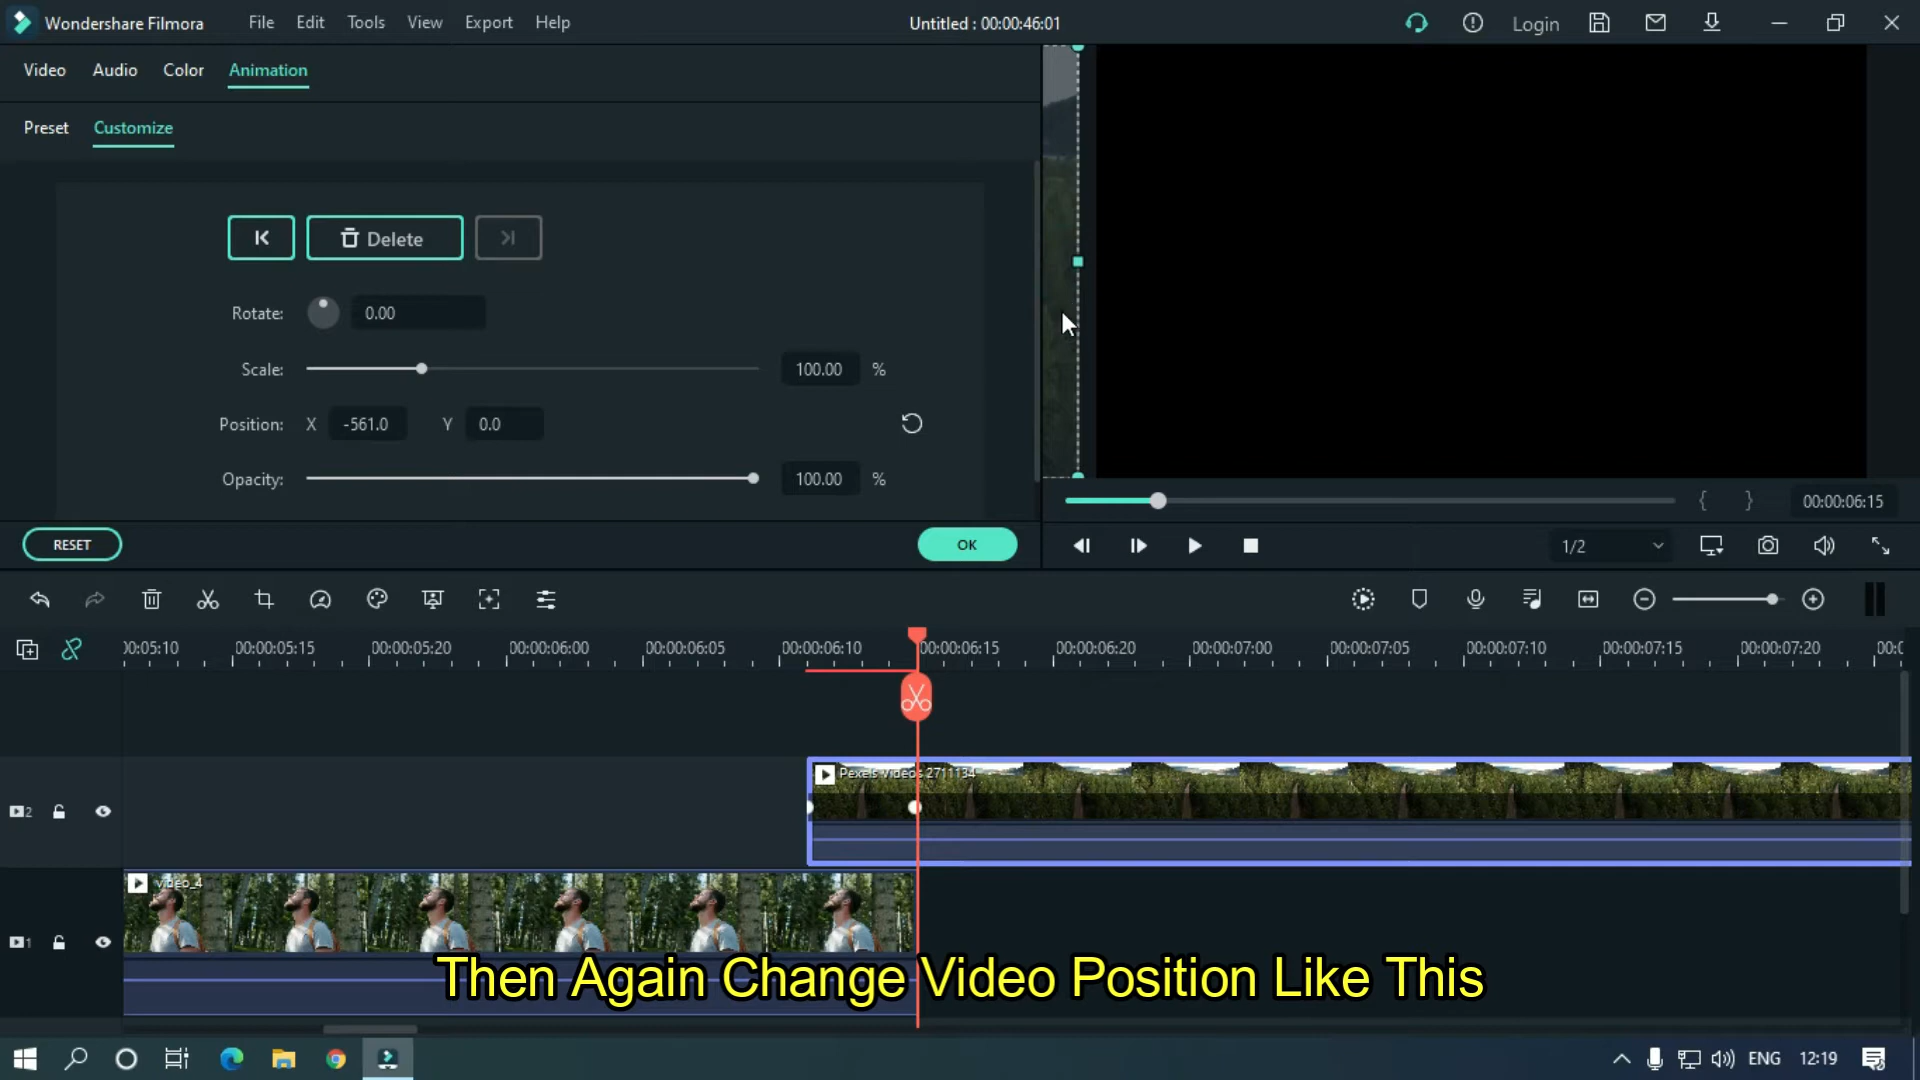 Wondershare Filmora File Edit Tools View Export Help Untitled : 00:00:46:01 Login
Video Audio Color Animation
Preset Customize
Delete
Rotate: 0.00
Scale: 100.00 %
Position: X -561.0 Y 0.0
Opacity: 100.00 %
{ } 00:00:06:15
RESET OK
1/2
00:00:05:15 00:00:05:20 00:00:06:00 00:00:06:05 00:00:06:10 00:00:06:15 00:00:06:20 00:00:07:00 00:00:07:05 00:00:07:10 00:00:07:15 00:00:07:20
Pexels Videos 2711134
2
video_4
1
Then Again Change Video Position Like This
ENG 12:19